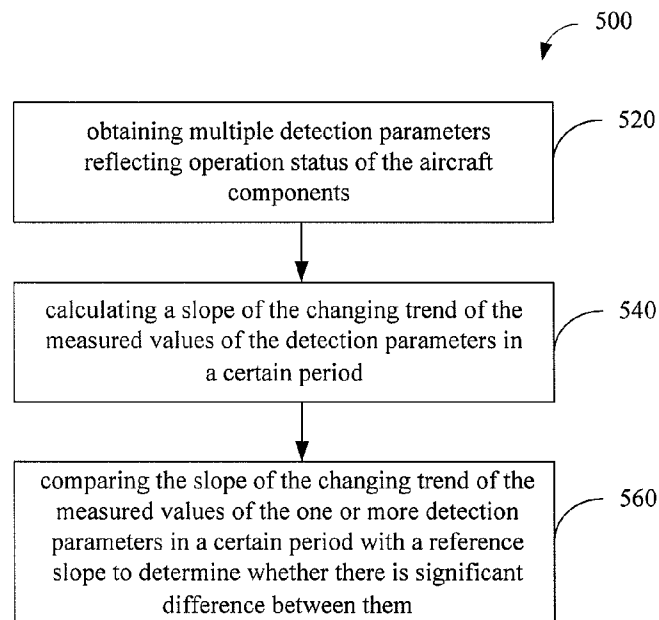 500
obtaining multiple detection parameters
reflecting operation status of the aircraft
components
520
calculating a slope of the changing trend of the
measured values of the detection parameters in
a certain period
540
comparing the slope of the changing trend of the
measured values of the one or more detection
parameters in a certain period with a reference
slope to determine whether there is significant
difference between them
560